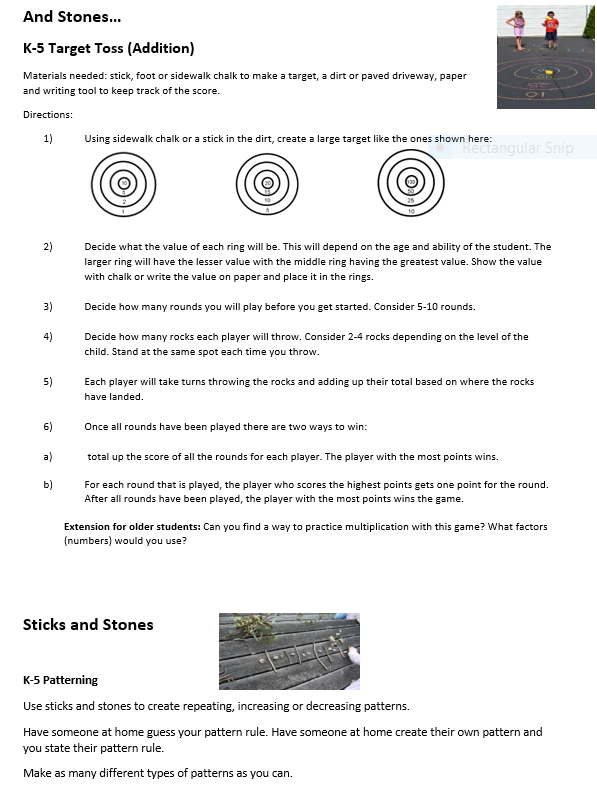 And Stones...
K-5 Target Toss (Addition)
Materials needed: stick, foot or sidewalk chalk to make a target, a dirt or paved driveway, paper
and writing tool to keep track of the score.
Directions:
1) Using sidewalk chalk or a stick in the dirt, create a large target like the ones shown here:
Rectangular Snip
10 20 100
5 15 50
2 10 25
1 5 10
2) Decide what the value of each ring will be. This will depend on the age and ability of the student. The
larger ring will have the lesser value with the middle ring having the greatest value. Show the value
with chalk or write the value on paper and place it in the rings.
3) Decide how many rounds you will play before you get started. Consider 5-10 rounds.
4) Decide how many rocks each player will throw. Consider 2-4 rocks depending on the level of the
child. Stand at the same spot each time you throw.
5) Each player will take turns throwing the rocks and adding up their total based on where the rocks
have landed.
6) Once all rounds have been played there are two ways to win:
a) total up the score of all the rounds for each player. The player with the most points wins.
b) For each round that is played, the player who scores the highest points gets one point for the round.
After all rounds have been played, the player with the most points wins the game.
Extension for older students: Can you find a way to practice multiplication with this game? What factors
(numbers) would you use?
Sticks and Stones
K-5 Patterning
Use sticks and stones to create repeating, increasing or decreasing patterns.
Have someone at home guess your pattern rule. Have someone at home create their own pattern and
you state their pattern rule.
Make as many different types of patterns as you can.